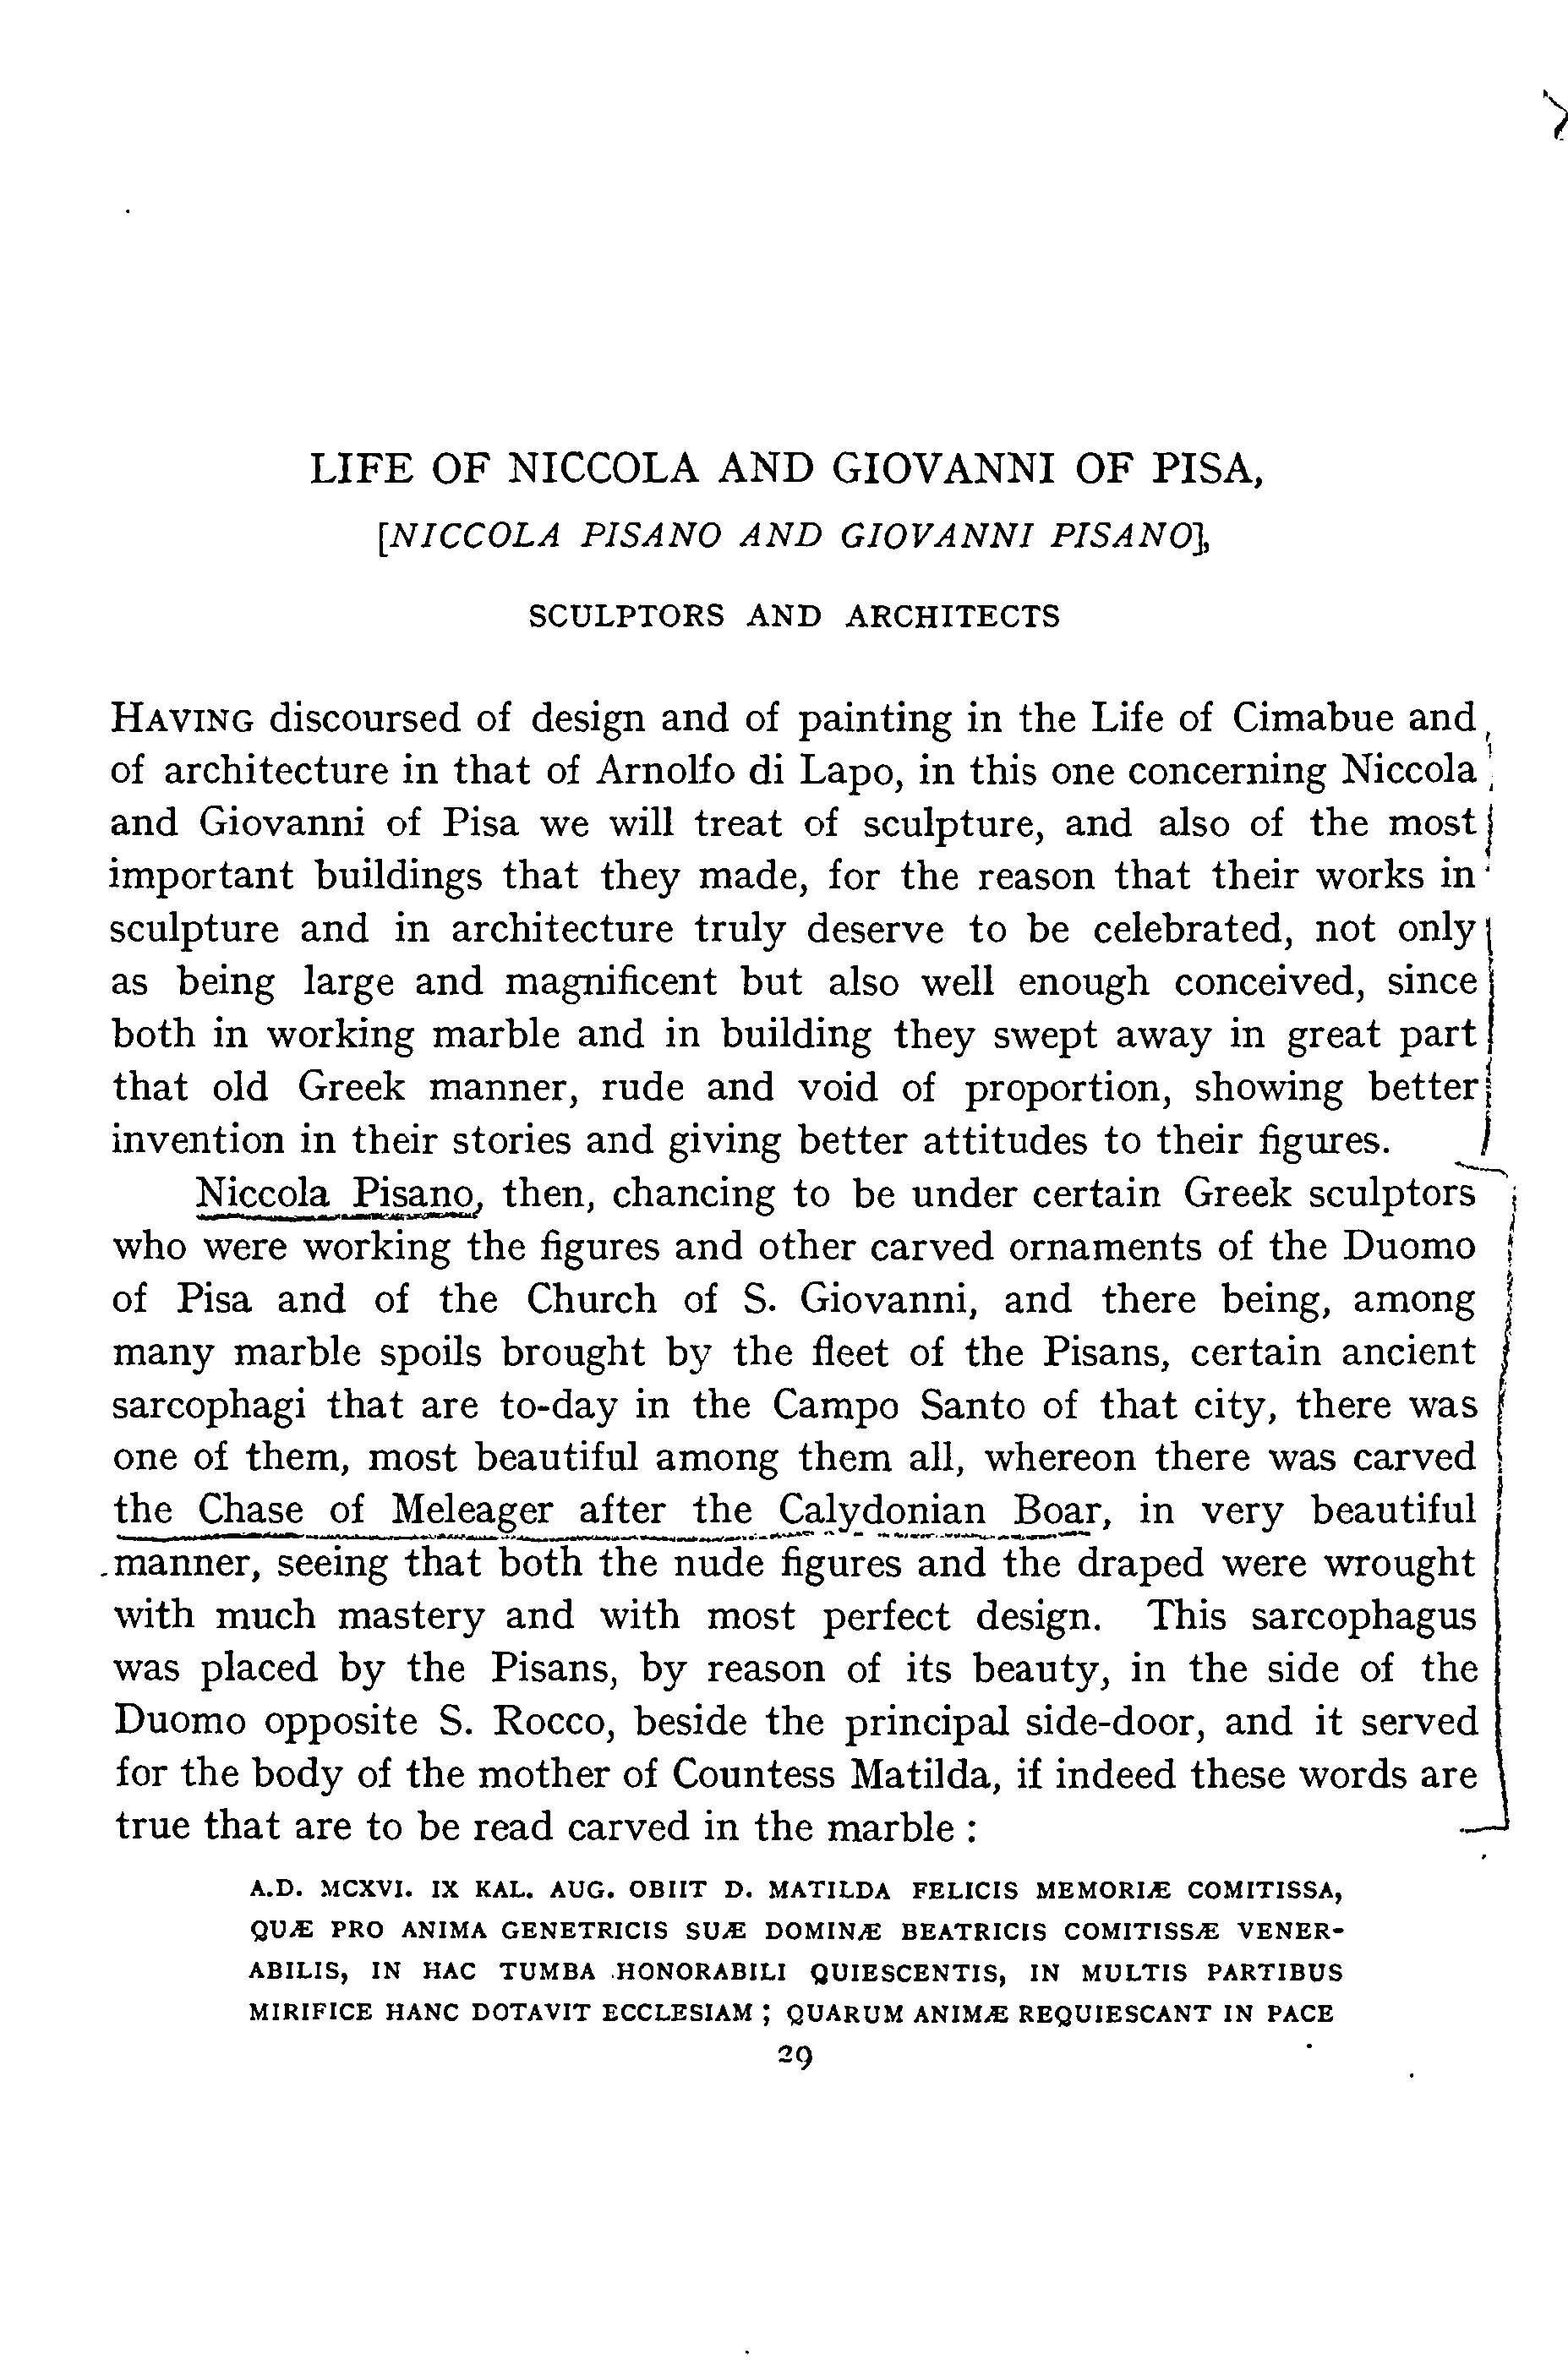 LIFE OF NICCOLA AND GIOVANNI OF PISA,
[NICCOLA PISANO AND GIOVANNI PISANO],
SCULPTORS AND ARCHITECTS
HAVING discoursed of design and of painting in the Life of Cimabue and
of architecture in that of Arnolfo di Lapo, in this one concerning Niccola
and Giovanni of Pisa we will treat of sculpture, and also of the most
important buildings that they made, for the reason that their works in
sculpture and in architecture truly deserve to be celebrated, not only
as being large and magnificent but also well enough conceived, since
both in working marble and in building they swept away in great part
that old Greek manner, rude and void of proportion, showing better
invention in their stories and giving better attitudes to their figures.
Niccola Pisano, then, chancing to be under certain Greek sculptors
who were working the figures and other carved ornaments of the Duomo
of Pisa and of the Church of S. Giovanni, and there being, among
many marble spoils brought by the fleet of the Pisans, certain ancient
sarcophagi that are to-day in the Campo Santo of that city, there was
one of them, most beautiful among them all, whereon there was carved
the Chase of Meleager after the Calydonian Boar, in very beautiful
manner, seeing that both the nude figures and the draped were wrought
with much mastery and with most perfect design. This sarcophagus
was placed by the Pisans, by reason of its beauty, in the side of the
Duomo opposite S. Rocco, beside the principal side-door, and it served
for the body of the mother of Countess Matilda, if indeed these words are
true that are to be read carved in the marble :
A.D. MCXVI. IX KAL. AUG. OBIIT D. MATILDA FELICIS MEMORIÆ COMITISSA,
QUÆ PRO ANIMA GENETRICIS SUÆ DOMINÆ BEATRICIS COMITISSÆ VENER-
ABILIS, IN HAC TUMBA HONORABILI QUIESCENTIS, IN MULTIS PARTIBUS
MIRIFICE HANC DOTAVIT ECCLESIAM ; QUARUM ANIMÆ REQUIESCANT IN PACE
29